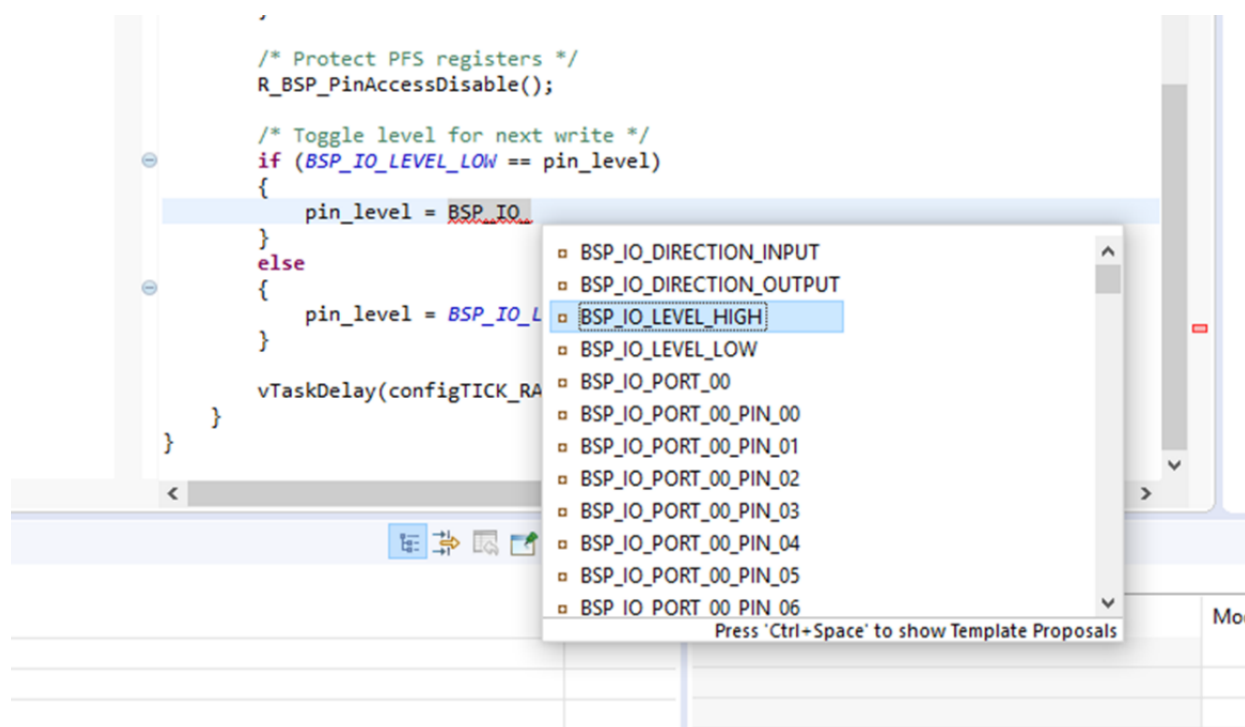 }
/* Protect PFS registers */
R_BSP_PinAccessDisable();
/* Toggle level for next write */
if (BSP_IO_LEVEL_LOW == pin_level)
{
pin_level = BSP_IO_
}
else
{
pin_level = BSP_IO_L
}
vTaskDelay(configTICK_RA
}
}
BSP_IO_DIRECTION_INPUT
BSP_IO_DIRECTION_OUTPUT
BSP_IO_LEVEL_HIGH
BSP_IO_LEVEL_LOW
BSP_IO_PORT_00
BSP_IO_PORT_00_PIN_00
BSP_IO_PORT_00_PIN_01
BSP_IO_PORT_00_PIN_02
BSP_IO_PORT_00_PIN_03
BSP_IO_PORT_00_PIN_04
BSP_IO_PORT_00_PIN_05
BSP_IO_PORT_00_PIN_06
Press 'Ctrl+Space' to show Template Proposals